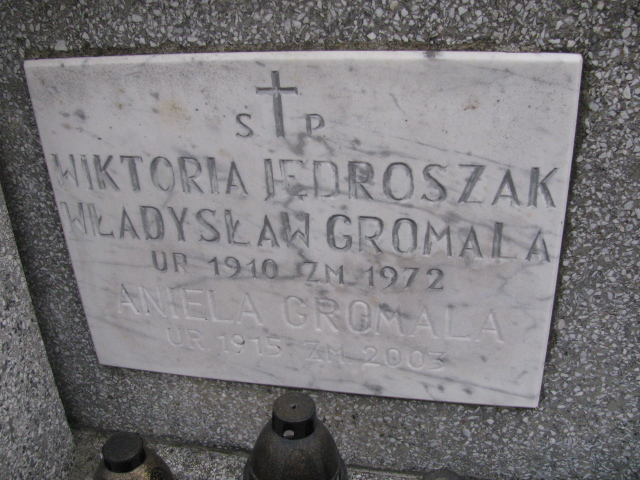 S P
WIKTORIA JĘDROSZAK
WŁADYSŁAW GROMALA
UR 1910 ZM 1972
ANIELA GROMALA
UR 1915 ZM 2003